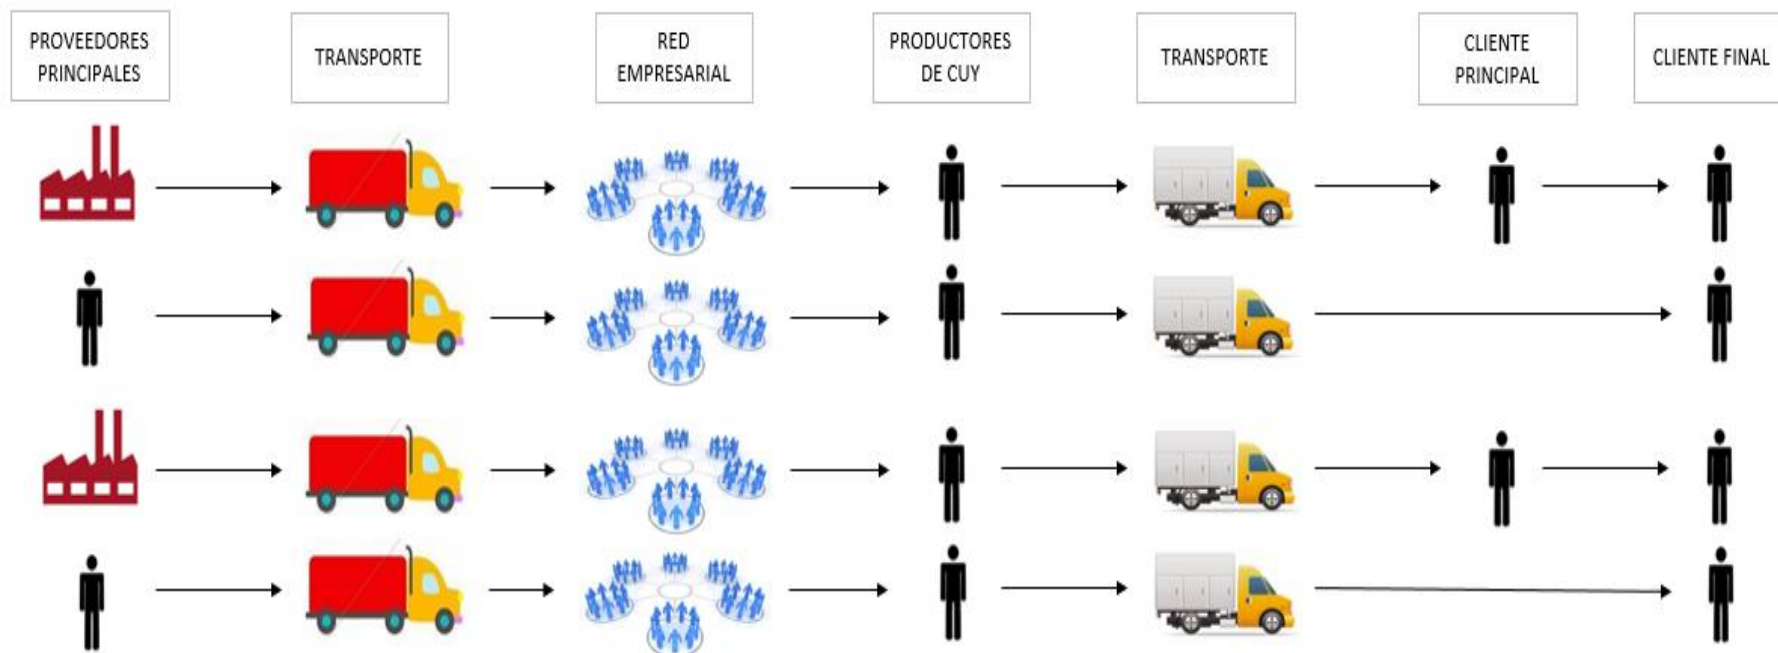 PROVEEDORES
PRINCIPALES
TRANSPORTE
RED
EMPRESARIAL
PRODUCTORES
DE CUY
TRANSPORTE
CLIENTE
PRINCIPAL
CLIENTE FINAL